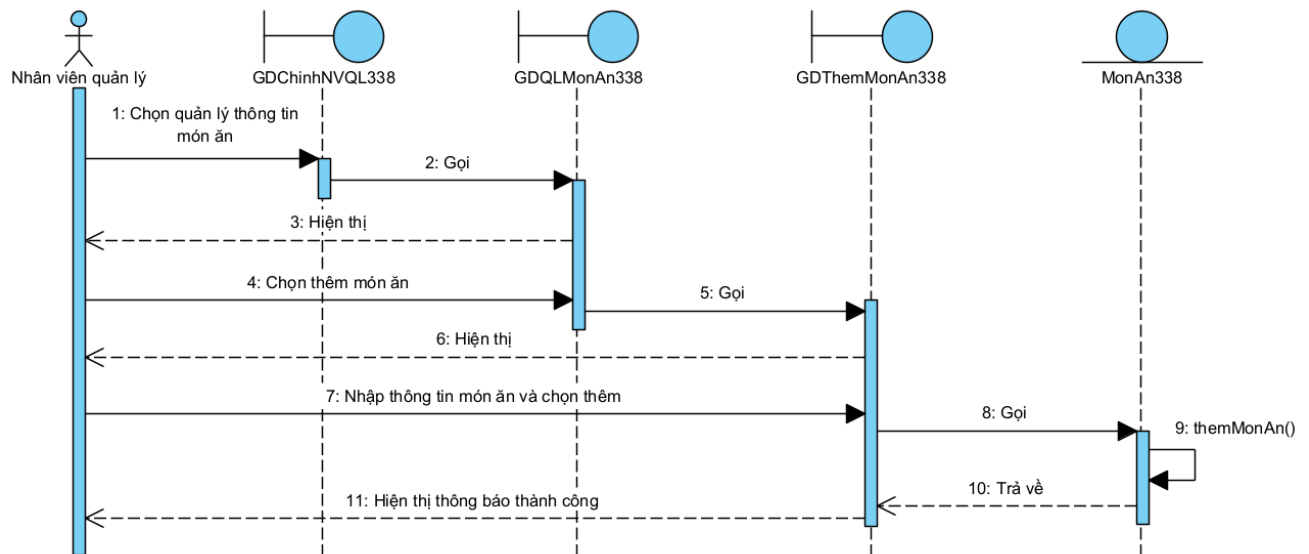 Nhân viên quản lý
GDChinhNVQL338
GDQLMonAn338
GDThemMonAn338
MonAn338
1: Chọn quản lý thông tin
món ăn
2: Gọi
3: Hiện thị
4: Chọn thêm món ăn
5: Gọi
6: Hiện thị
7: Nhập thông tin món ăn và chọn thêm
8: Gọi
9: themMonAn()
10: Trả về
11: Hiện thị thông báo thành công